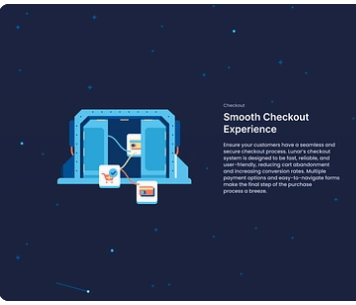 Checkout
Smooth Checkout
Experience
Ensure your customers have a seamless and
secure checkout process. Lunar's checkout
system is designed to be fast, reliable, and
user-friendly, reducing cart abandonment
and increasing conversion rates. Multiple
payment options and easy-to-navigate forms
make the final step of the purchase
process a breeze.